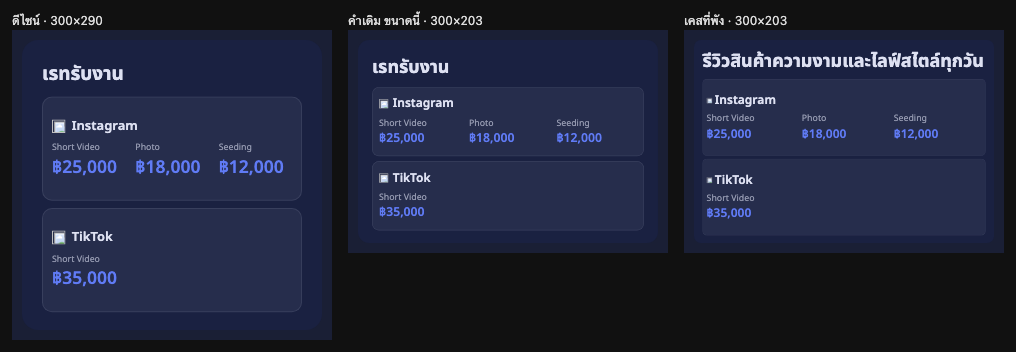 ดีไซน์ · 300×290
เรทรับงาน
Instagram
Short Video Photo Seeding
฿25,000 ฿18,000 ฿12,000
TikTok
Short Video
฿35,000
คำเดิม ขนาดนี้ · 300×203
เรทรับงาน
Instagram
Short Video Photo Seeding
฿25,000 ฿18,000 ฿12,000
TikTok
Short Video
฿35,000
เคสที่พัง · 300×203
รีวิวสินค้าความงามและไลฟ์สไตล์ทุกวัน
Instagram
Short Video Photo Seeding
฿25,000 ฿18,000 ฿12,000
TikTok
Short Video
฿35,000